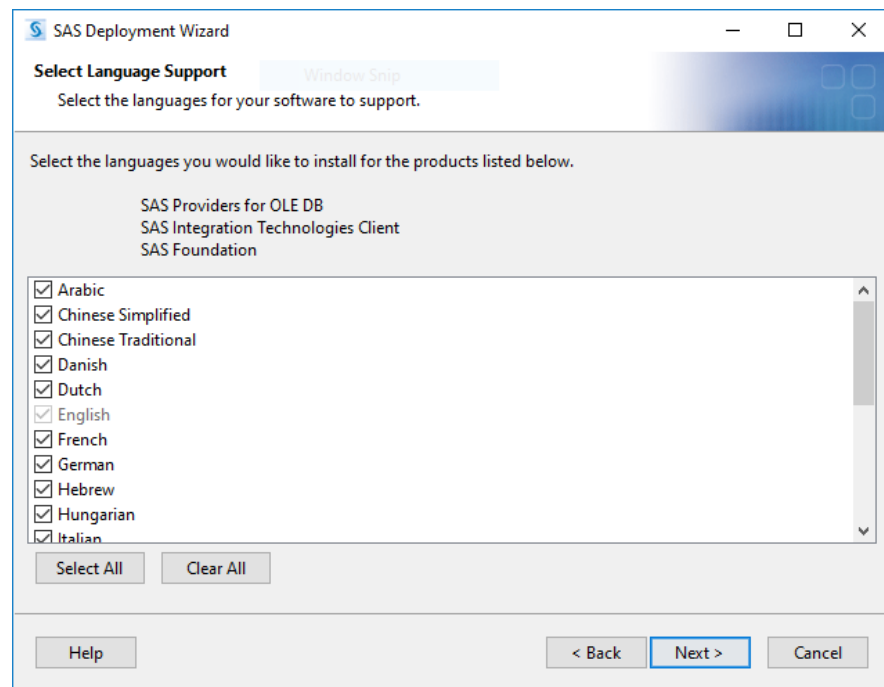 SAS Deployment Wizard
Select Language Support
Window Snip
Select the languages for your software to support.
Select the languages you would like to install for the products listed below.
SAS Providers for OLE DB
SAS Integration Technologies Client
SAS Foundation
Arabic
Chinese Simplified
Chinese Traditional
Danish
Dutch
English
French
German
Hebrew
Hungarian
Italian
Select All
Clear All
Help
< Back
Next >
Cancel